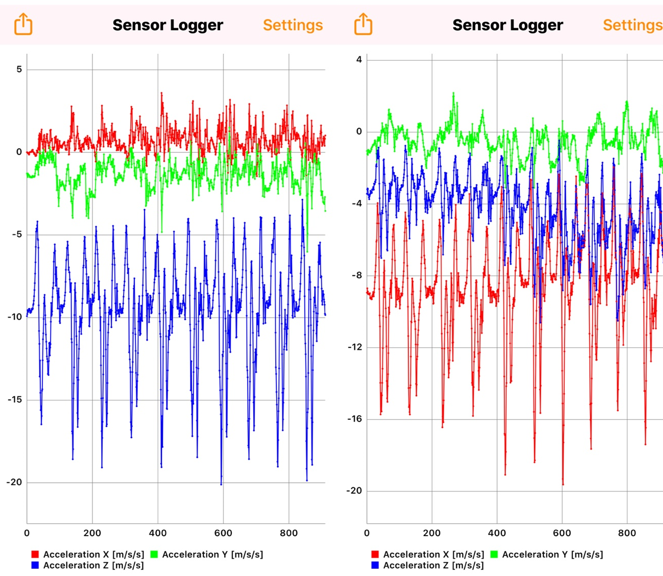 Sensor Logger Settings
5
0
-5
-10
-15
-20
0 200 400 600 800
Acceleration X [m/s/s] Acceleration Y [m/s/s]
Acceleration Z [m/s/s]
Sensor Logger Settings
4
0
-4
-8
-12
-16
-20
0 200 400 600 800
Acceleration X [m/s/s] Acceleration Y [m/s/s]
Acceleration Z [m/s/s]